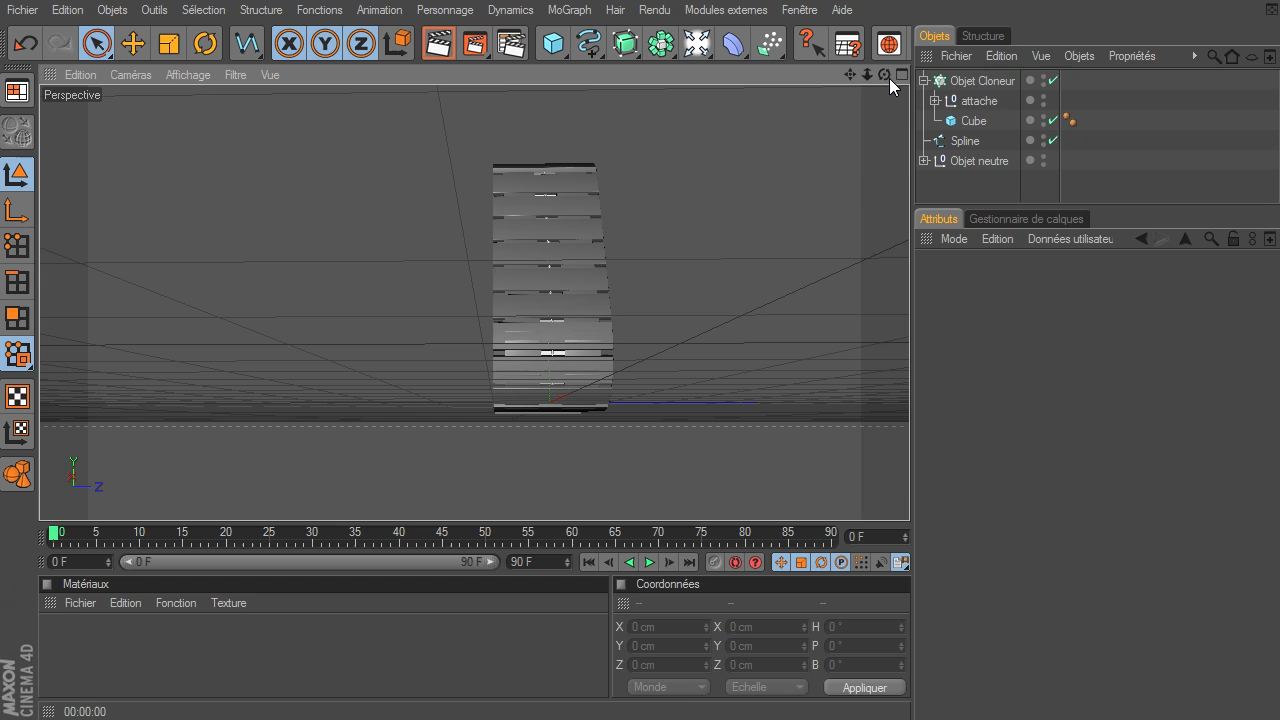 Fichier Edition Objets Outils Sélection Structure Fonctions Animation Personnage Dynamics MoGraph Hair Rendu Modules externes Fenêtre Aide
Objets Structure
Fichier Edition Vue Objets Propriétés
Edition Caméras Affichage Filtre Vue
Perspective
Objet Cloneur
attache
Cube
Spline
Objet neutre
Attributs Gestionnaire de calques
Mode Edition Données utilisateu
Y
Z
0 5 10 15 20 25 30 35 40 45 50 55 60 65 70 75 80 85 90 0 F
0 F 0 F 90 F 90 F
Matériaux
Fichier Edition Fonction Texture
Coordonnées
-- -- --
X 0 cm X 0 cm H 0 °
Y 0 cm Y 0 cm P 0 °
Z 0 cm Z 0 cm B 0 °
Monde Echelle Appliquer
MAXON
CINEMA 4D
00:00:00